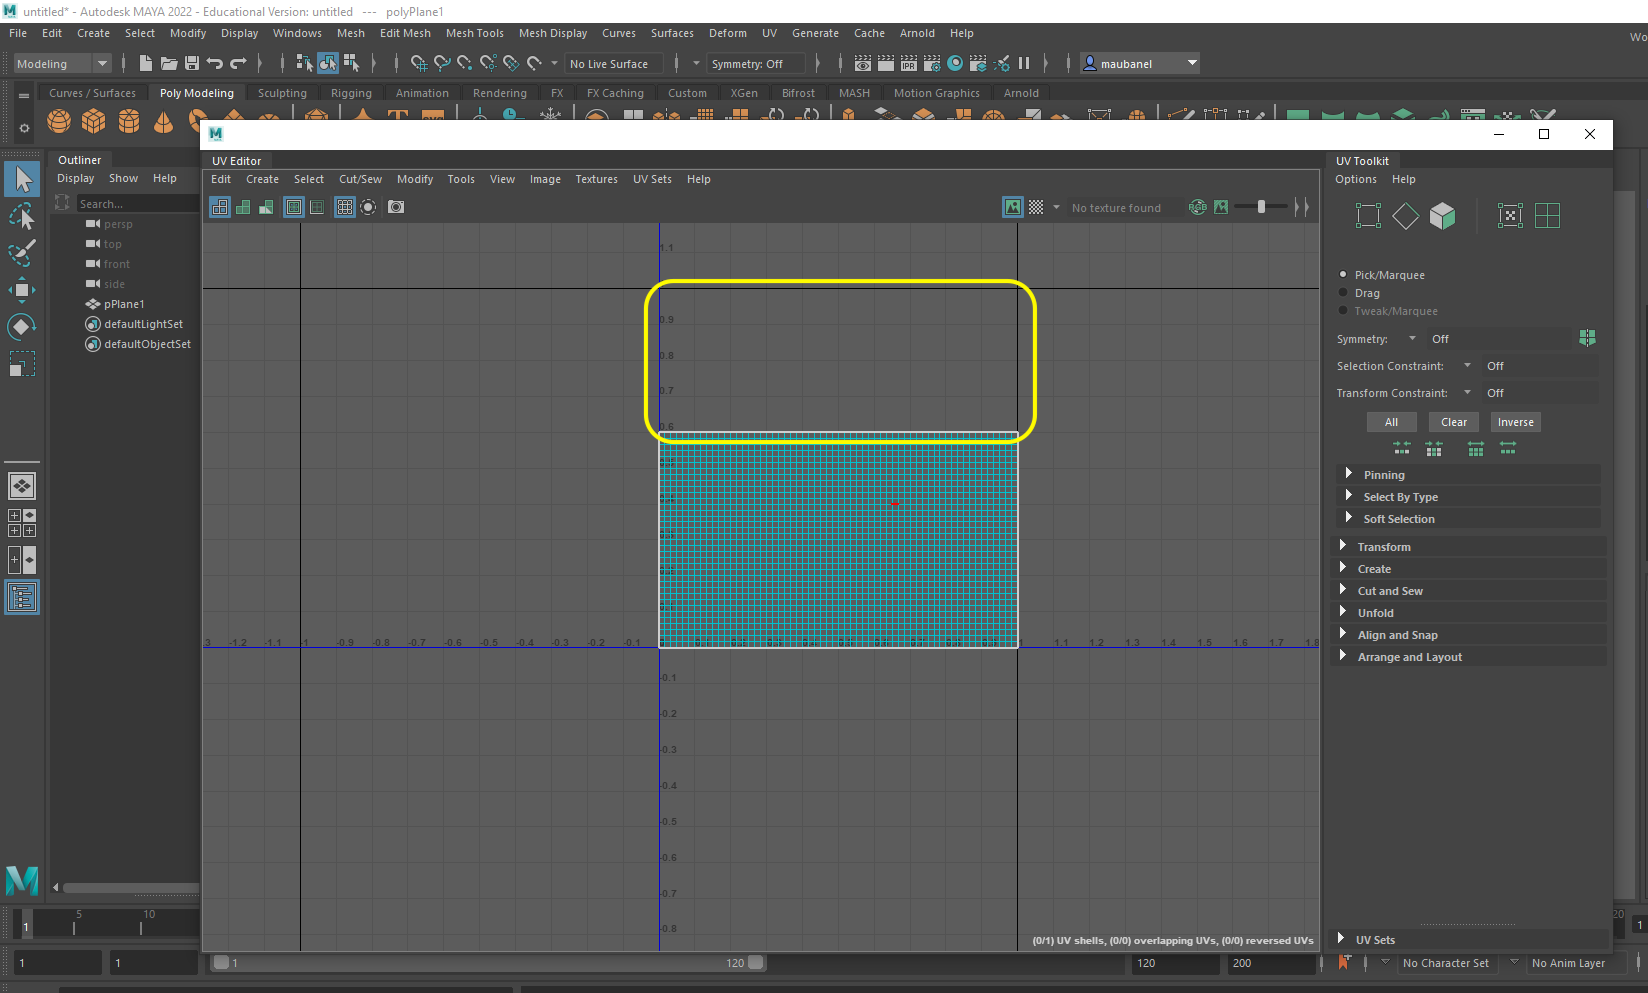 untitled* - Autodesk MAYA 2022 - Educational Version: untitled --- polyPlane1
File Edit Create Select Modify Display Windows Mesh Edit Mesh Mesh Tools Mesh Display Curves Surfaces Deform UV Generate Cache Arnold Help
Wo
Modeling No Live Surface Symmetry: Off IPR maubanel
Curves / Surfaces Poly Modeling Sculpting Rigging Animation Rendering FX FX Caching Custom XGen Bifrost MASH Motion Graphics Arnold
M
Outliner
Display Show Help
Search...
persp
top
front
side
pPlane1
defaultLightSet
defaultObjectSet
UV Editor
Edit Create Select Cut/Sew Modify Tools View Image Textures UV Sets Help
No texture found RGB
1.1
0.9
0.8
0.7
0.6
3 -1.2 -1.1 -1 -0.9 -0.8 -0.7 -0.6 -0.5 -0.4 -0.3 -0.2 -0.1 0.7 1 1.1 1.2 1.3 1.4 1.5 1.6 1.7 1.8
-0.1
-0.2
-0.3
-0.4
-0.5
-0.6
-0.7
-0.8
(0/1) UV shells, (0/0) overlapping UVs, (0/0) reversed UVs
UV Toolkit
Options Help
Pick/Marquee
Drag
Tweak/Marquee
Symmetry: Off
Selection Constraint: Off
Transform Constraint: Off
All Clear Inverse
Pinning
Select By Type
Soft Selection
Transform
Create
Cut and Sew
Unfold
Align and Snap
Arrange and Layout
UV Sets
M
1 5 10 20 1
1 1 1 120 120 200 No Character Set No Anim Layer